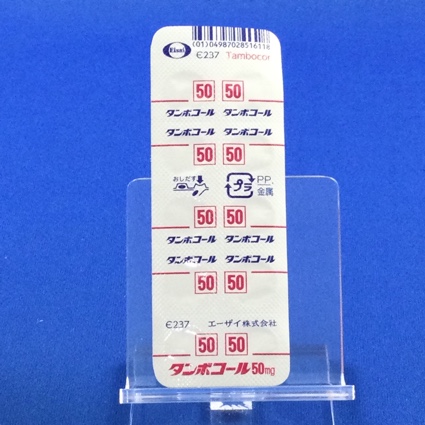 Eisai
(01)04987028516118
Є237 Tambocor
50 50
タンボコール タンボコール
タンボコール タンボコール
50 50
おしだす プラ PP, 金属
50 50
タンボコール タンボコール
タンボコール タンボコール
50 50
Є237 エーザイ株式会社
50 50
タンボコール50mg